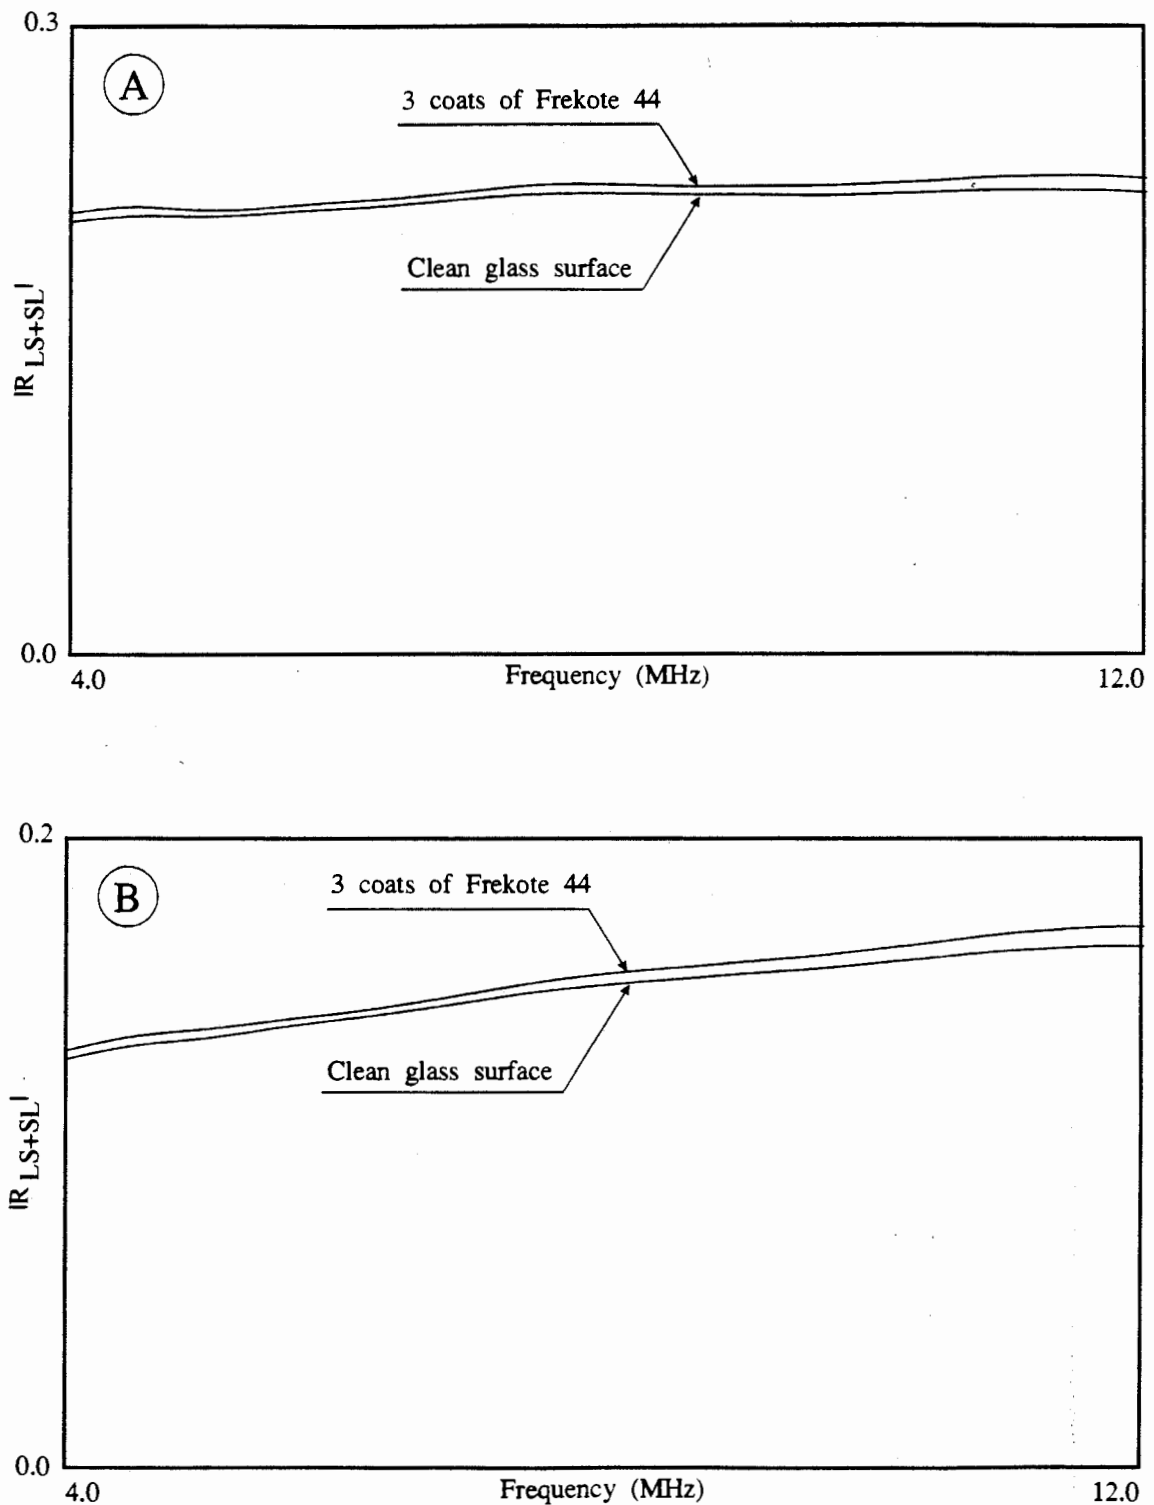 0.3
A
3 coats of Frekote 44
Clean glass surface
|R LS+SL|
0.0
4.0
Frequency (MHz)
12.0
0.2
B
3 coats of Frekote 44
Clean glass surface
|R LS+SL|
0.0
4.0
Frequency (MHz)
12.0